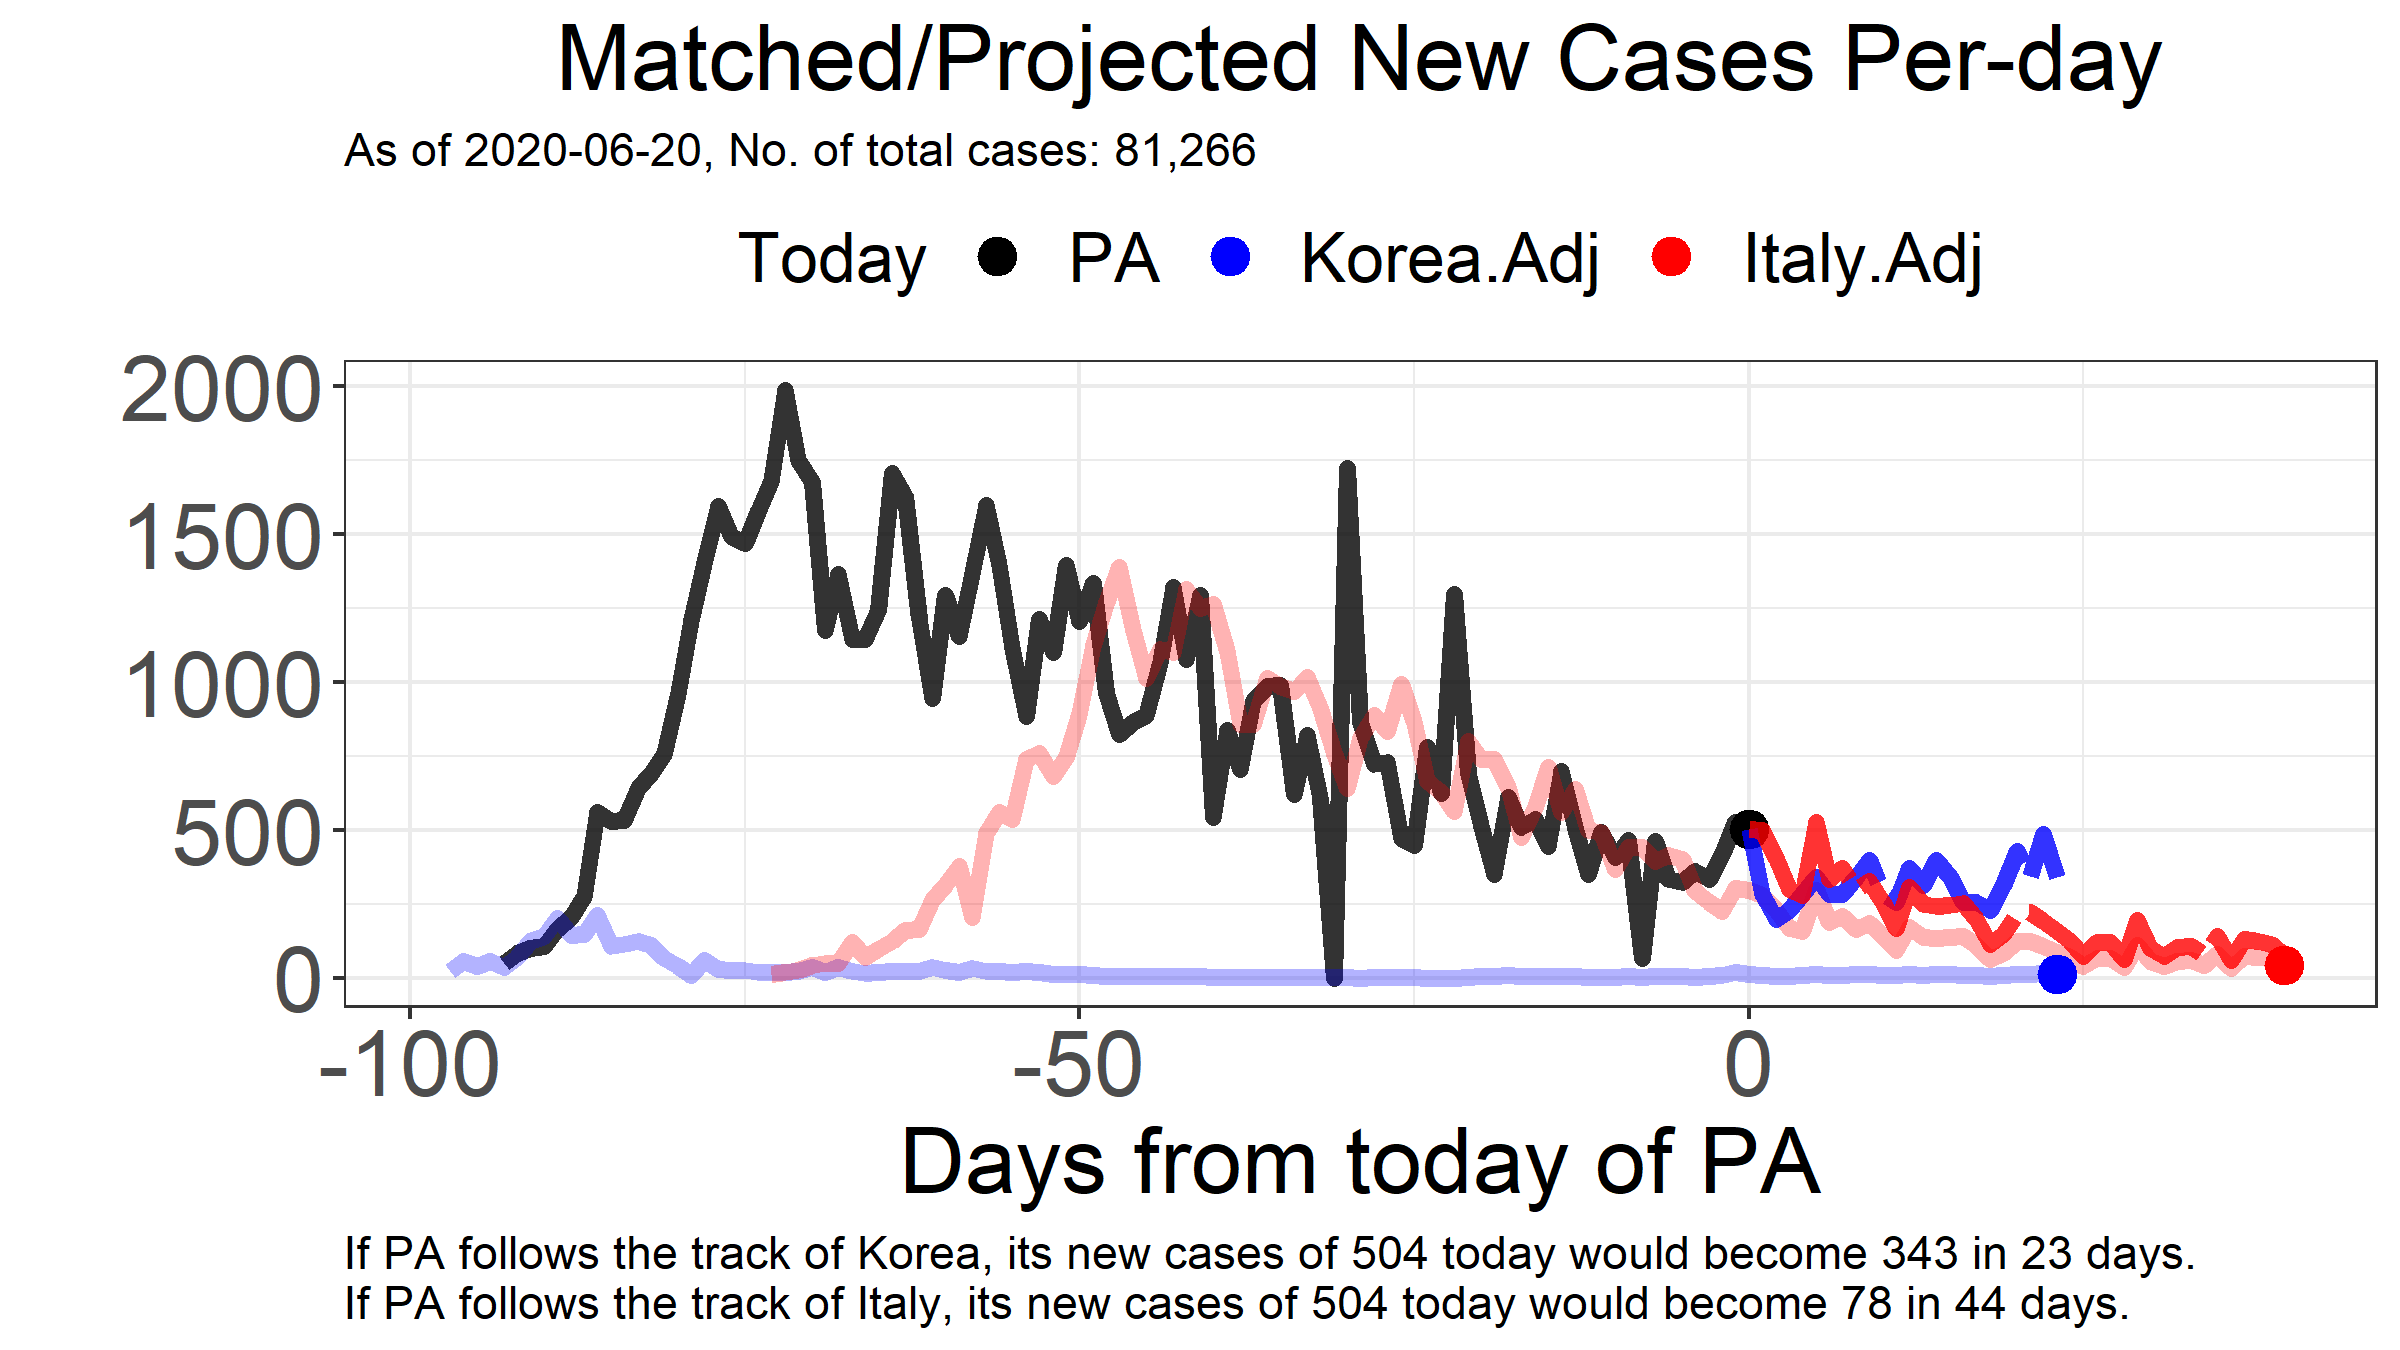 Matched/Projected New Cases Per-day
As of 2020-06-20, No. of total cases: 81,266
Today PA Korea.Adj Italy.Adj
2000
1500
1000
500
0
-100 -50 0
Days from today of PA
If PA follows the track of Korea, its new cases of 504 today would become 343 in 23 days.
If PA follows the track of Italy, its new cases of 504 today would become 78 in 44 days.